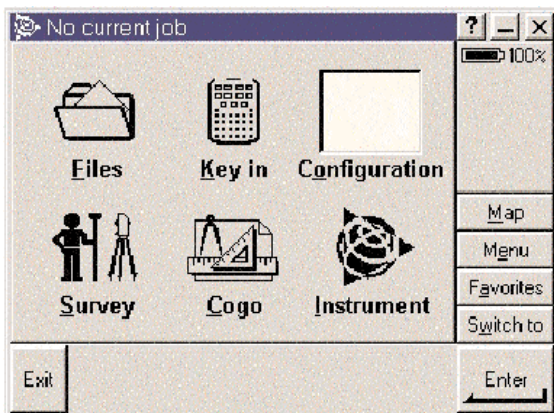 No current job
? _ X
100%
Files Key in Configuration
Survey Cogo Instrument
Map
Menu
Favorites
Switch to
Exit
Enter